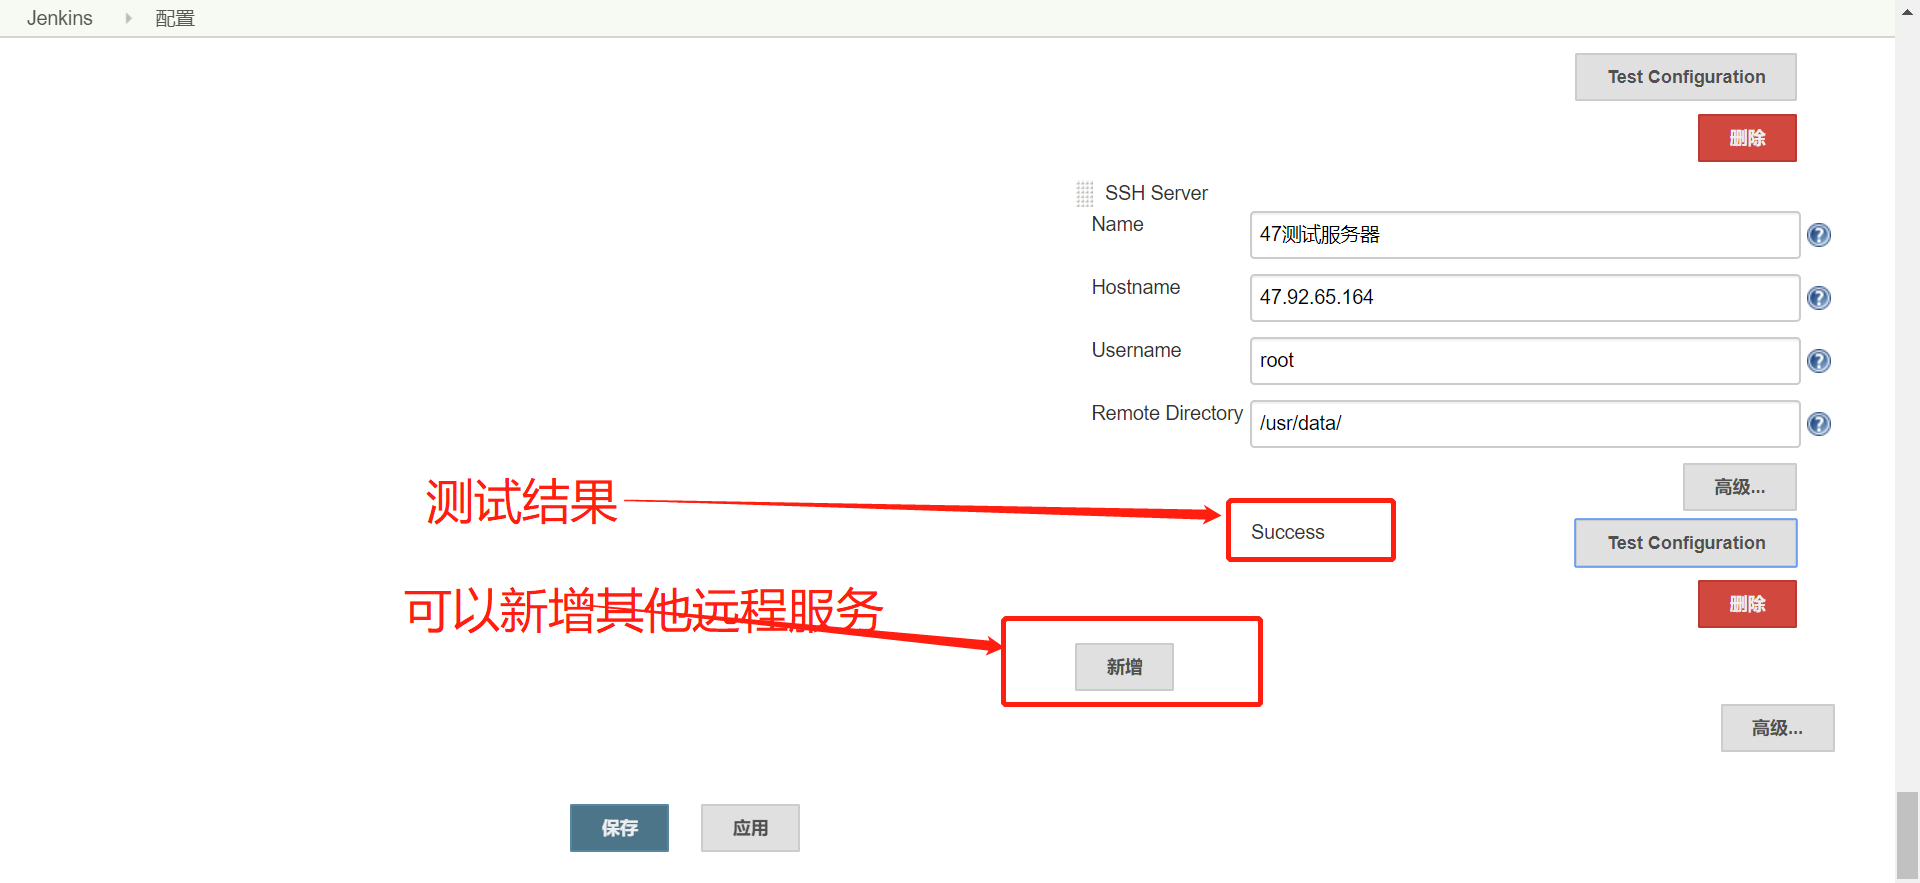 Jenkins 配置
Test Configuration
删除
SSH Server
Name
47测试服务器
Hostname
47.92.65.164
Username
root
Remote Directory
/usr/data/
高级...
测试结果
Success
Test Configuration
删除
可以新增其他远程服务
新增
高级...
保存
应用